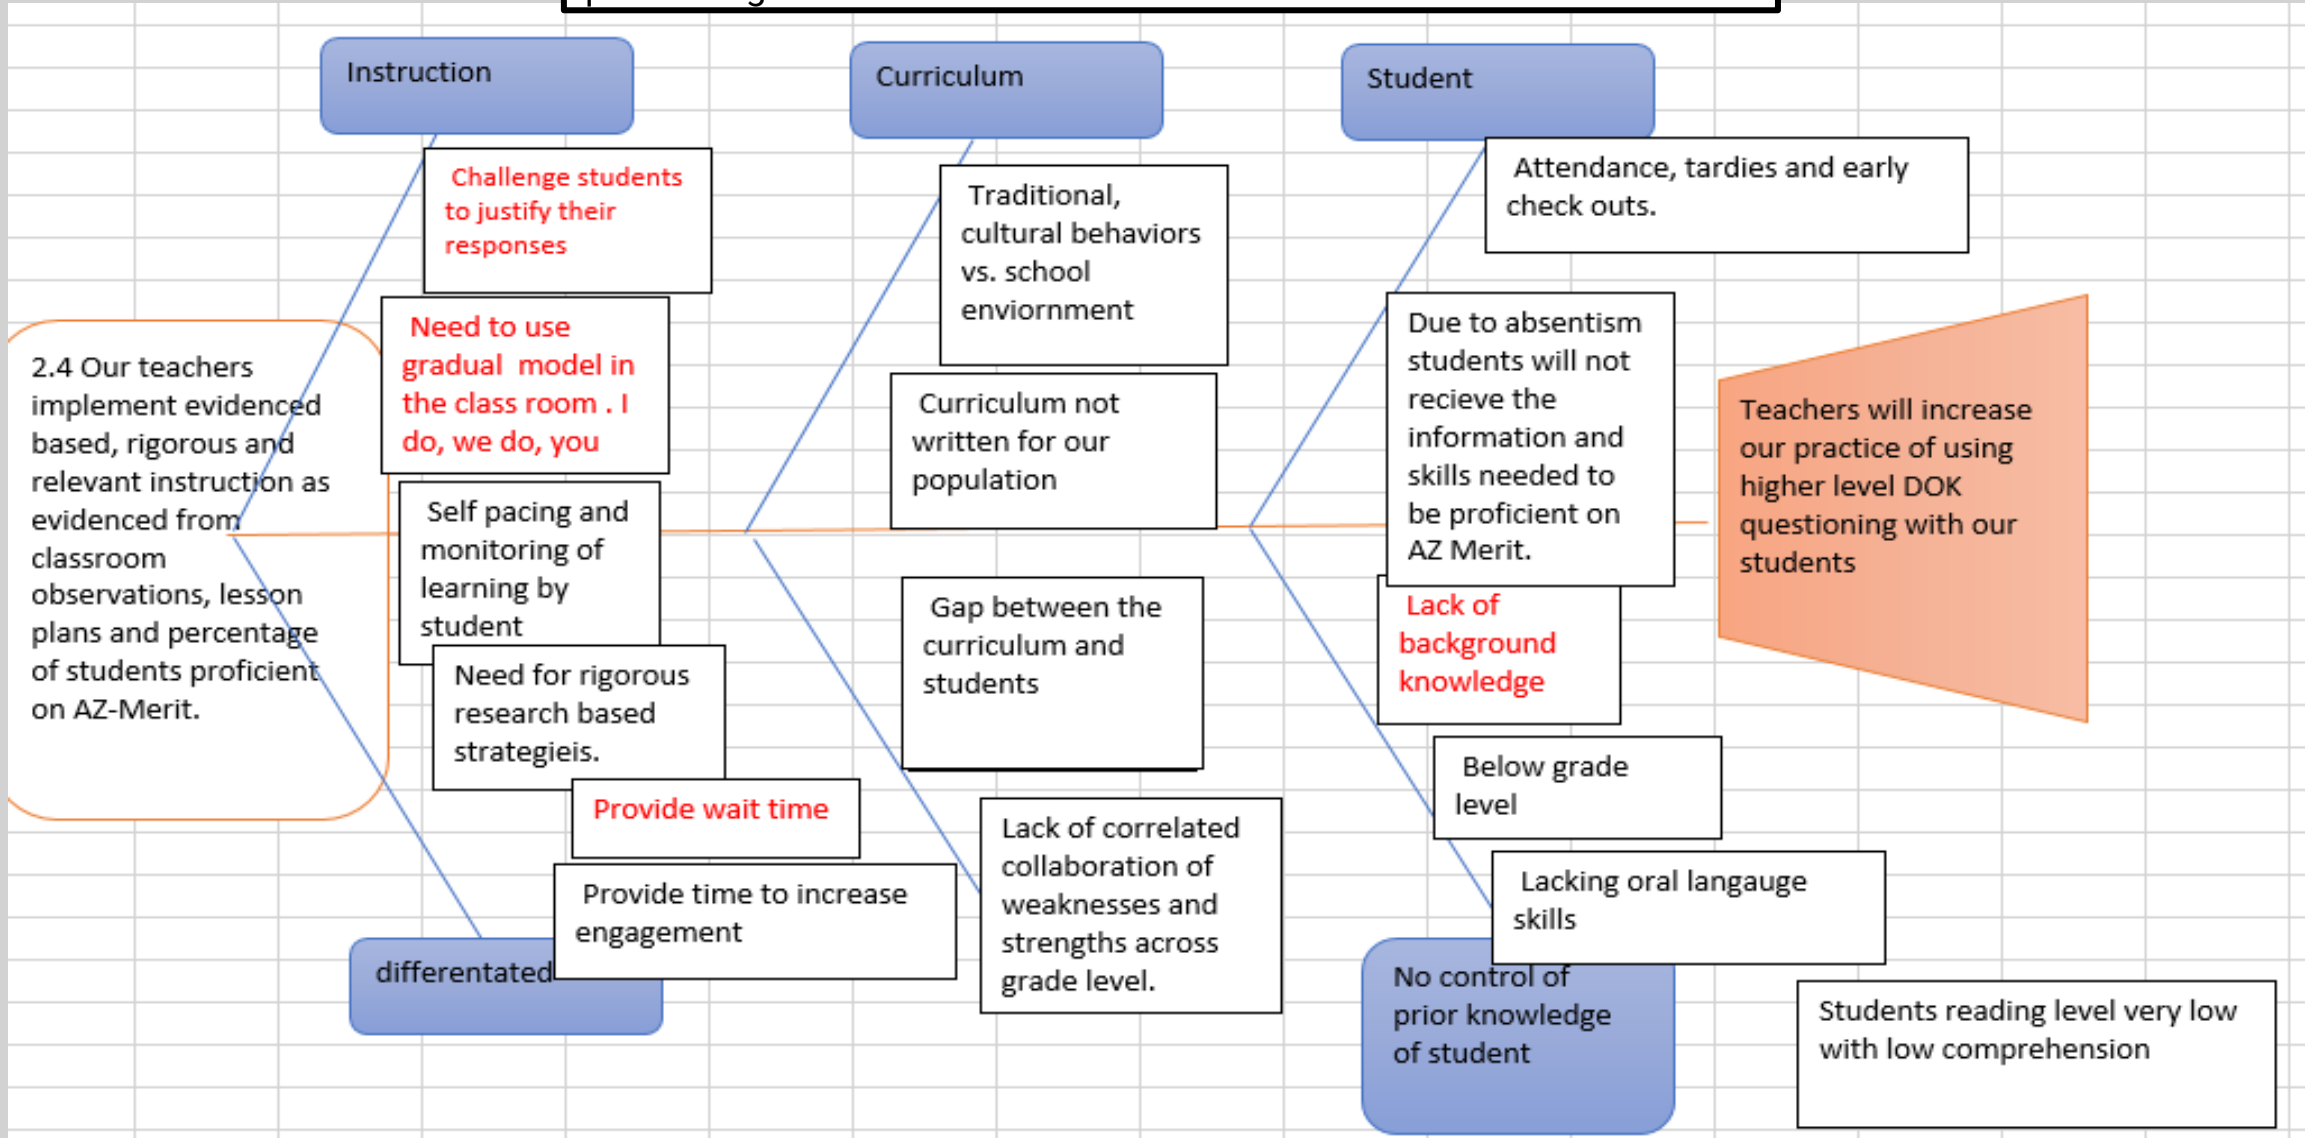 Instruction
Curriculum
Student
Challenge students
to justify their
responses
Need to use
gradual  model in
the class room . I
do, we do, you
Self pacing and
monitoring of
learning by
student
Need for rigorous
research based
strategieis.
Provide wait time
Provide time to increase
engagement
differentated
2.4 Our teachers
implement evidenced
based, rigorous and
relevant instruction as
evidenced from
classroom
observations, lesson
plans and percentage
of students proficient
on AZ-Merit.
Traditional,
cultural behaviors
vs. school
enviornment
Curriculum not
written for our
population
Gap between the
curriculum and
students
Lack of correlated
collaboration of
weaknesses and
strengths across
grade level.
Attendance, tardies and early
check outs.
Due to absentism
students will not
recieve the
information and
skills needed to
be proficient on
AZ Merit.
Lack of
background
knowledge
Below grade
level
Lacking oral langauge
skills
No control of
prior knowledge
of student
Teachers will increase
our practice of using
higher level DOK
questioning with our
students
Students reading level very low
with low comprehension